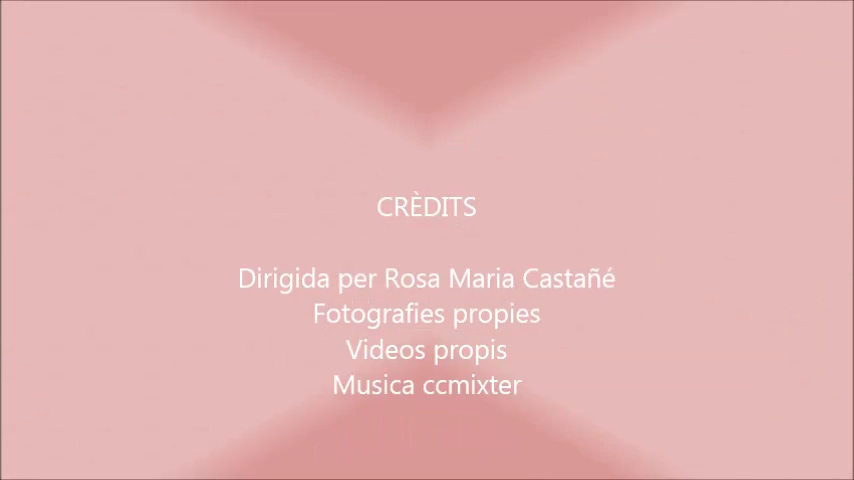 CRÈDITS
Dirigida per Rosa Maria Castañé
Fotografies propies
Videos propis
Musica ccmixter